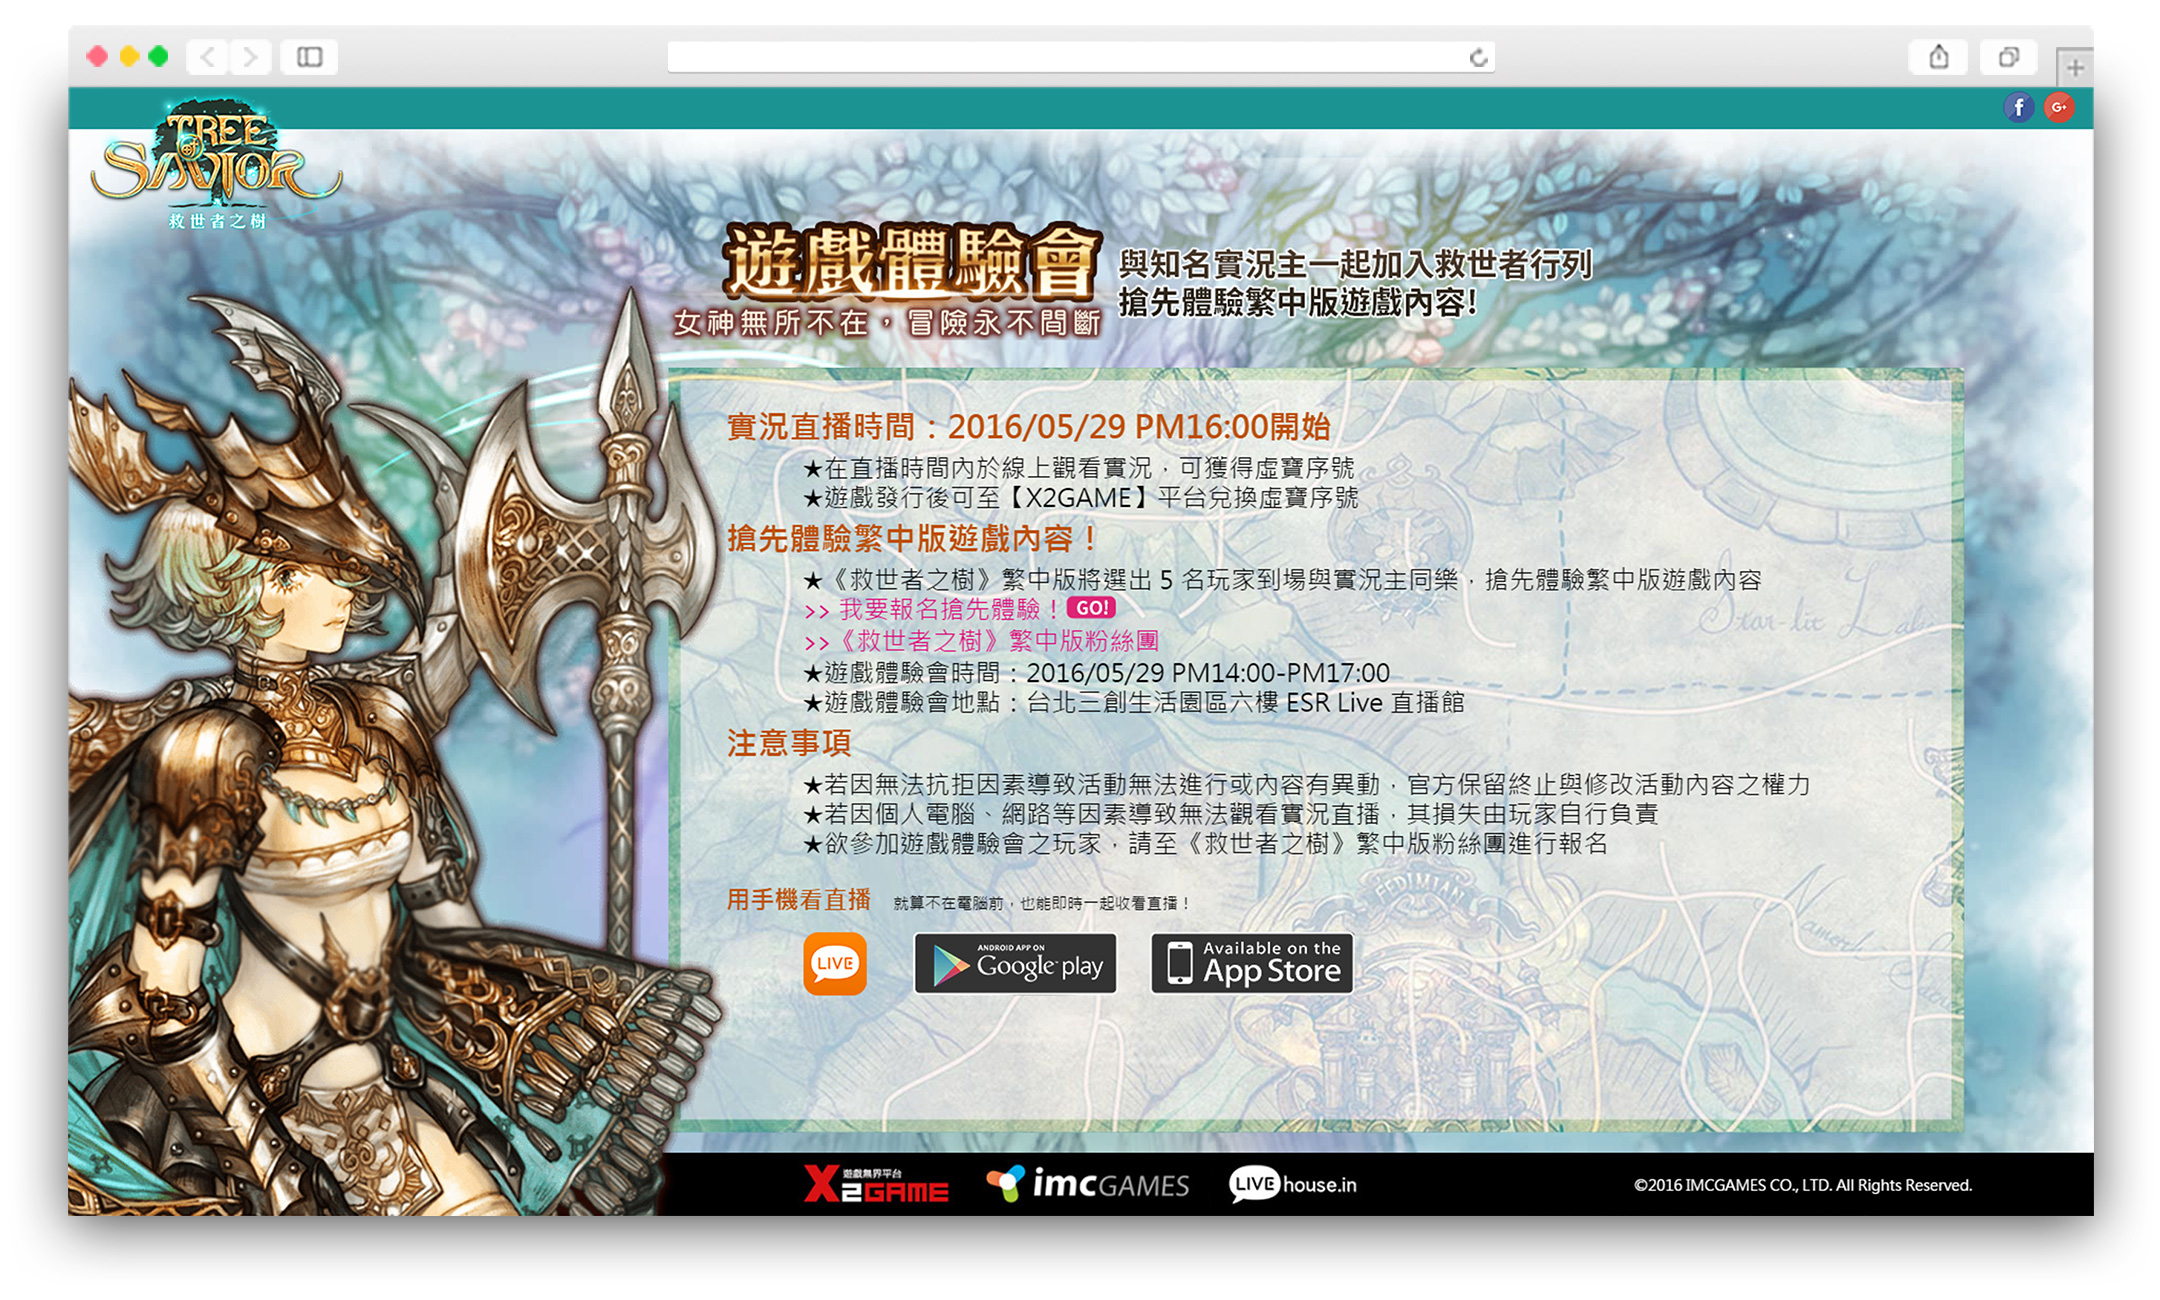 TREE
of
SAVIOR
救世者之樹
遊戲體驗會
女神無所不在，冒險永不間斷
與知名實況主一起加入救世者行列
搶先體驗繁中版遊戲內容!
實況直播時間：2016/05/29 PM16:00開始
★在直播時間內於線上觀看實況，可獲得虛寶序號
★遊戲發行後可至【X2GAME】平台兌換虛寶序號
搶先體驗繁中版遊戲內容！
★《救世者之樹》繁中版將選出 5 名玩家到場與實況主同樂，搶先體驗繁中版遊戲內容
>> 我要報名搶先體驗！ GO!
>>《救世者之樹》繁中版粉絲團
★遊戲體驗會時間：2016/05/29 PM14:00-PM17:00
★遊戲體驗會地點：台北三創生活園區六樓 ESR Live 直播館
注意事項
★若因無法抗拒因素導致活動無法進行或內容有異動，官方保留終止與修改活動內容之權力
★若因個人電腦、網路等因素導致無法觀看實況直播，其損失由玩家自行負責
★欲參加遊戲體驗會之玩家，請至《救世者之樹》繁中版粉絲團進行報名
FEDIMIAN
用手機看直播 就算不在電腦前，也能即時一起收看直播！
LIVE
ANDROID APP ON
Google play
Available on the
App Store
X2GAME 遊戲無界平台
imcGAMES
LIVE house.in
©2016 IMCGAMES CO., LTD. All Rights Reserved.